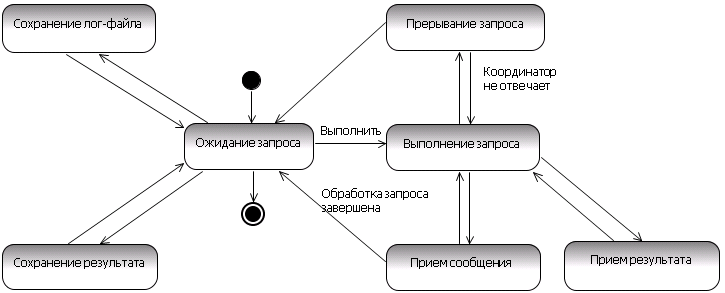 Сохранение лог-файла
Прерывание запроса
Координатор
не отвечает
Ожидание запроса
Выполнить
Выполнение запроса
Обработка запроса
завершена
Сохранение результата
Прием сообщения
Прием результата